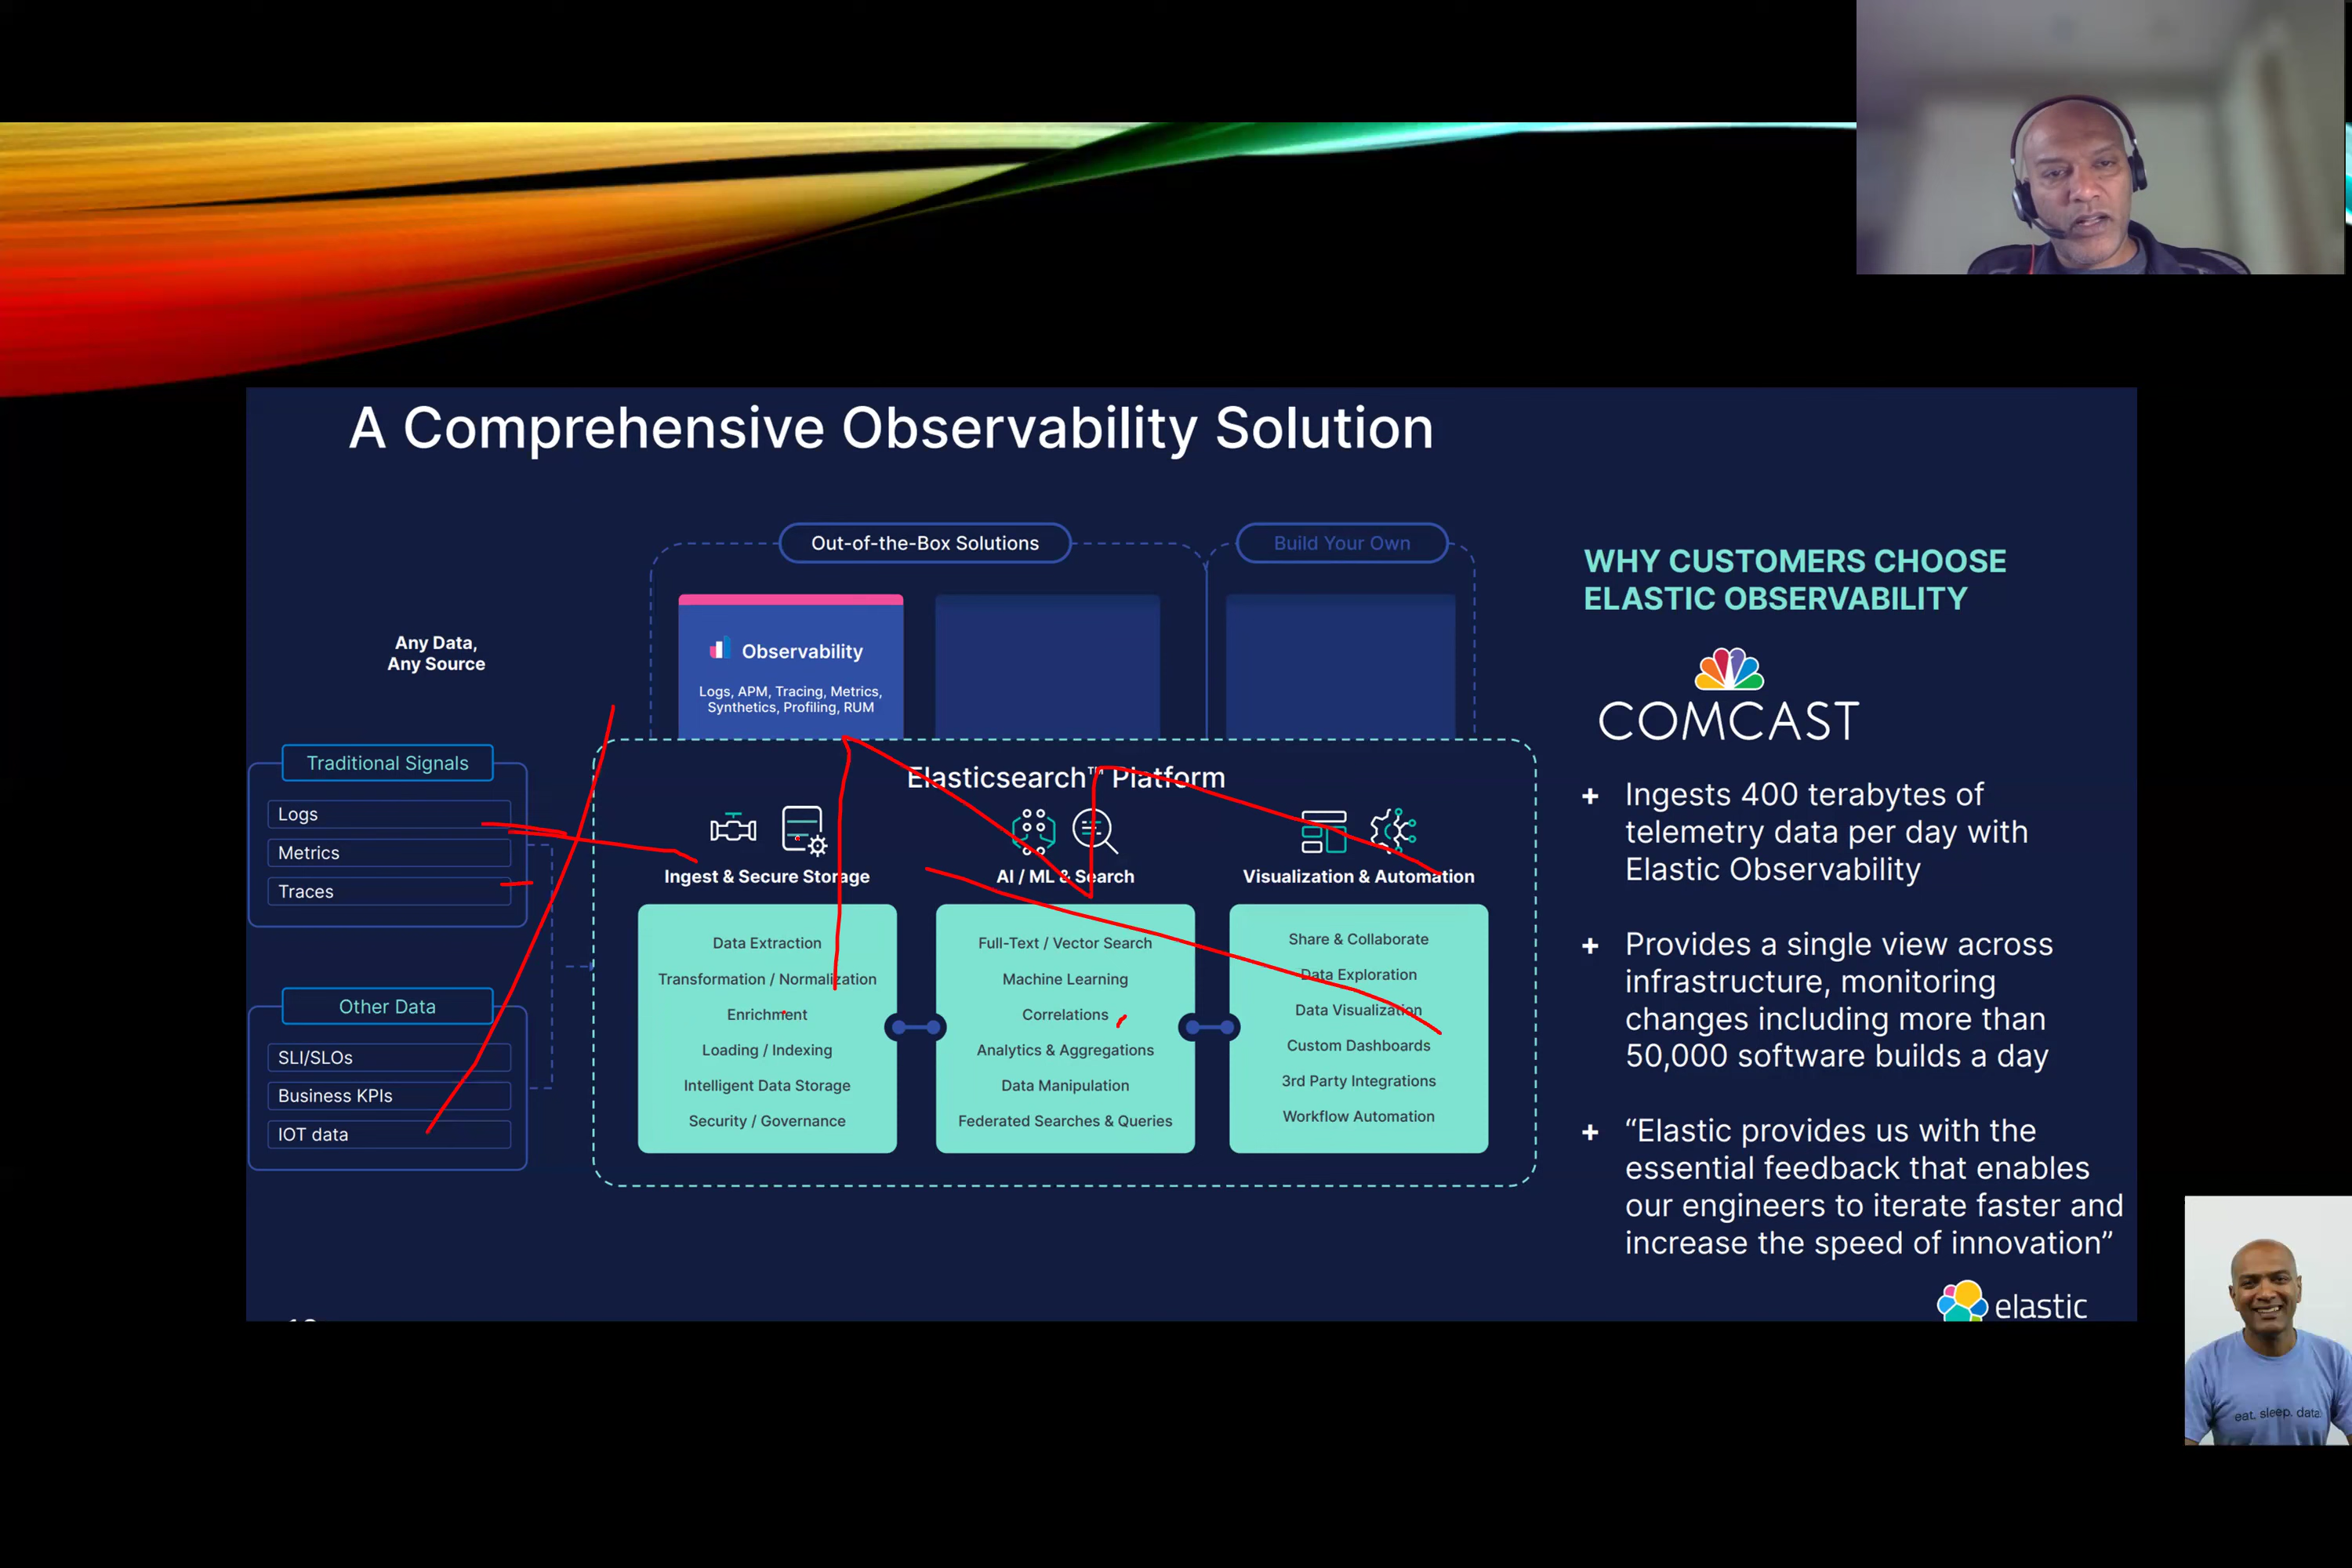 A Comprehensive Observability Solution
Out-of-the-Box Solutions
Build Your Own
Any Data,
Any Source
Observability
Logs, APM, Tracing, Metrics,
Synthetics, Profiling, RUM
Traditional Signals
Logs
Metrics
Traces
Other Data
SLI/SLOs
Business KPIs
IOT data
Elasticsearch™ Platform
Ingest & Secure Storage
Data Extraction
Transformation / Normalization
Enrichment
Loading / Indexing
Intelligent Data Storage
Security / Governance
AI / ML & Search
Full-Text / Vector Search
Machine Learning
Correlations
Analytics & Aggregations
Data Manipulation
Federated Searches & Queries
Visualization & Automation
Share & Collaborate
Data Exploration
Data Visualization
Custom Dashboards
3rd Party Integrations
Workflow Automation
WHY CUSTOMERS CHOOSE
ELASTIC OBSERVABILITY
COMCAST
+ Ingests 400 terabytes of
telemetry data per day with
Elastic Observability
+ Provides a single view across
infrastructure, monitoring
changes including more than
50,000 software builds a day
+ “Elastic provides us with the
essential feedback that enables
our engineers to iterate faster and
increase the speed of innovation”
elastic
eat. sleep. data